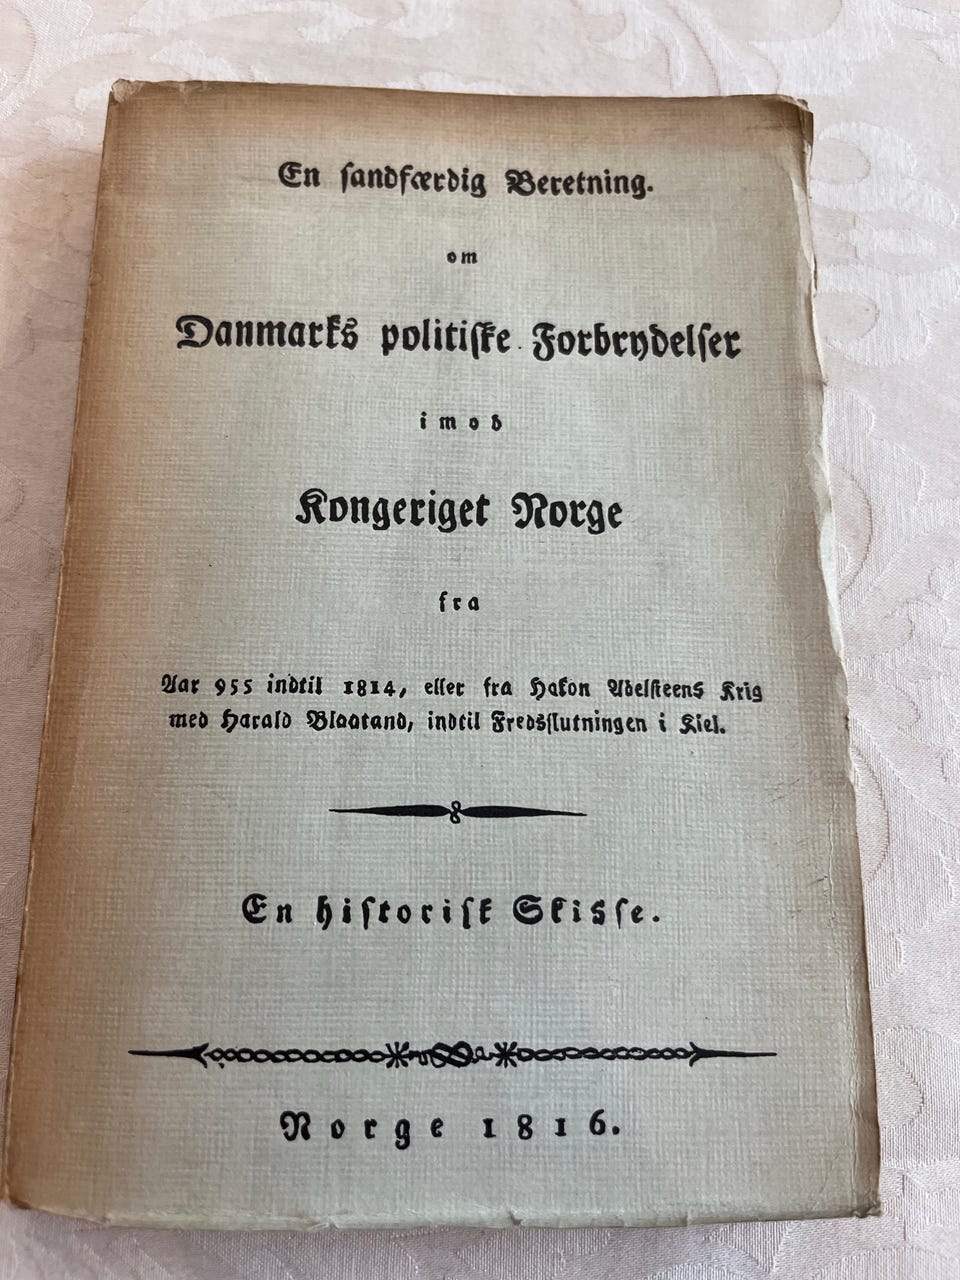 En sandfærdig Beretning.
om
Danmarks politiske Forbrydelser
imod
Kongeriget Norge
fra
Aar 955 indtil 1814, eller fra Hakon Adelsteens Krig
med Harald Blaatand, indtil Fredsslutningen i Kiel.
En historisk Skisse.
Norge 1816.